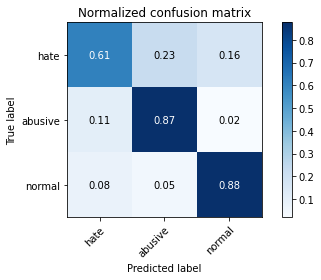 Normalized confusion matrix
True label
hate 0.61 0.23 0.16
abusive 0.11 0.87 0.02
normal 0.08 0.05 0.88
hate abusive normal
Predicted label
0.8
0.7
0.6
0.5
0.4
0.3
0.2
0.1